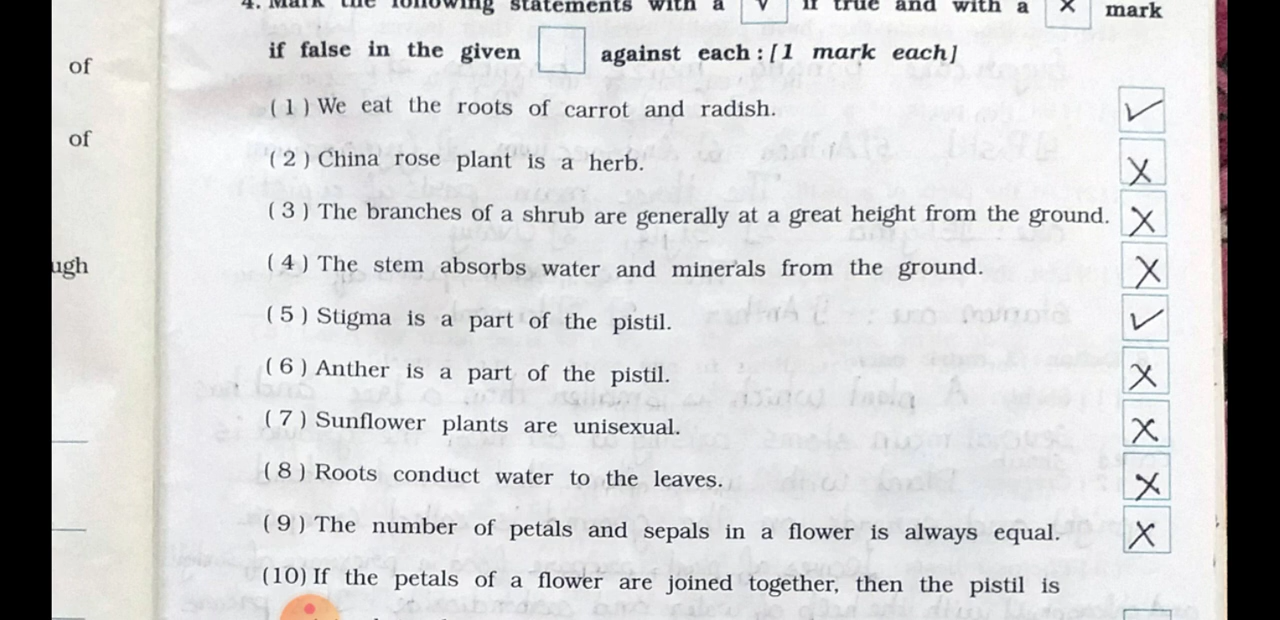 4. Mark the following statements with a √ if true and with a × mark
if false in the given against each : [1 mark each]
of
(1) We eat the roots of carrot and radish. ✓
of
(2) China rose plant is a herb. ×
(3) The branches of a shrub are generally at a great height from the ground. ×
ugh
(4) The stem absorbs water and minerals from the ground. ×
(5) Stigma is a part of the pistil. ✓
(6) Anther is a part of the pistil. ×
(7) Sunflower plants are unisexual. ×
(8) Roots conduct water to the leaves. ×
(9) The number of petals and sepals in a flower is always equal. ×
(10) If the petals of a flower are joined together, then the pistil is